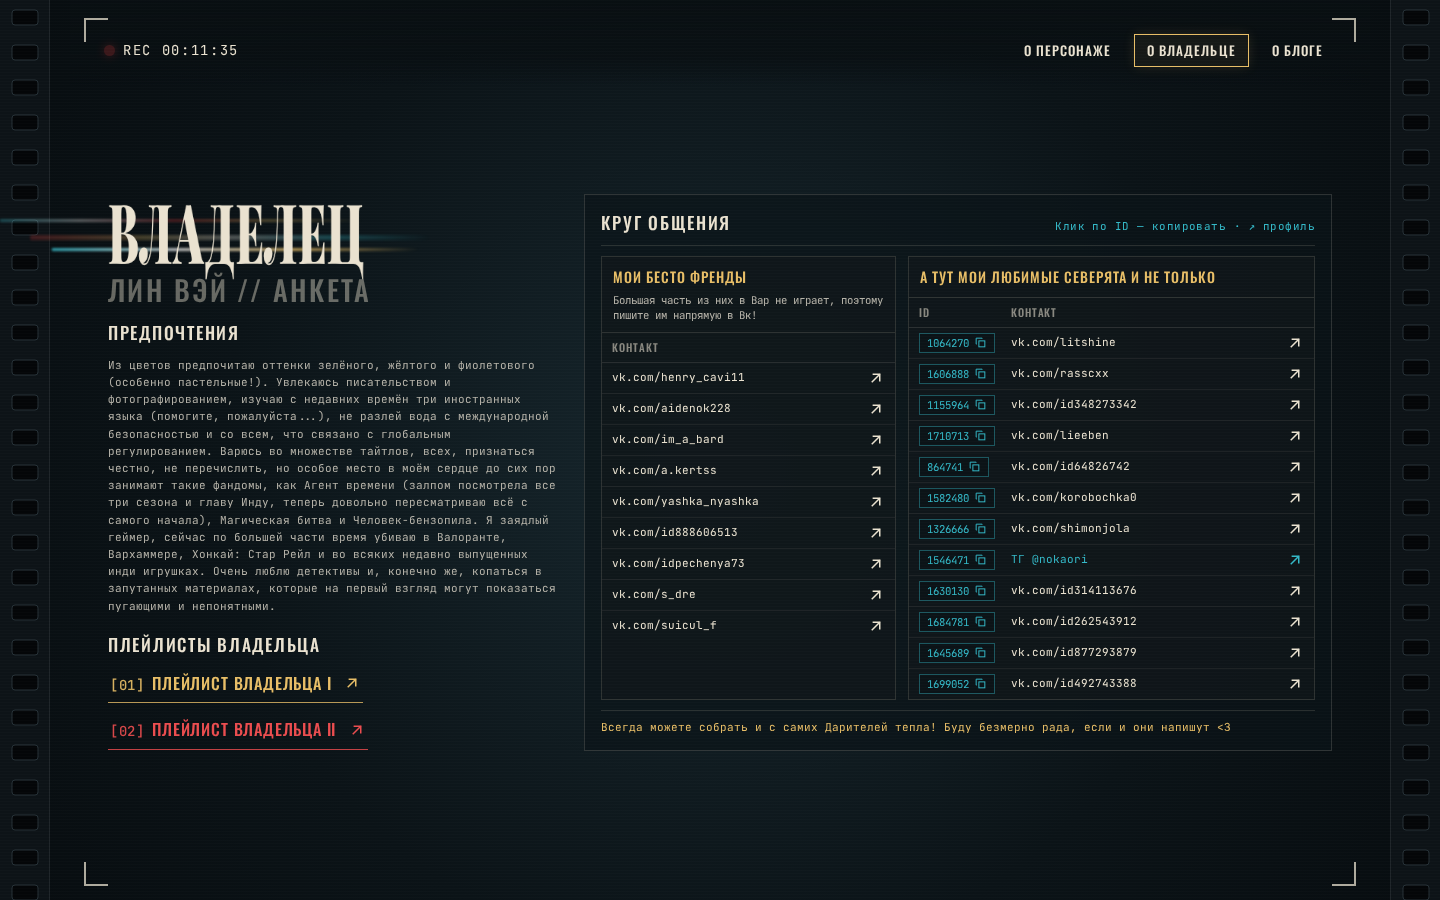 REC 00:11:35
О ПЕРСОНАЖЕ
О ВЛАДЕЛЬЦЕ
О БЛОГЕ
ВЛАДЕЛЕЦ
ЛИН ВЭЙ // АНКЕТА
ПРЕДПОЧТЕНИЯ
Из цветов предпочитаю оттенки зелёного, жёлтого и фиолетового
(особенно пастельные!). Увлекаюсь писательством и
фотографированием, изучаю с недавних времён три иностранных
языка (помогите, пожалуйста...), не разлей вода с международной
безопасностью и со всем, что связано с глобальным
регулированием. Варюсь во множестве тайтлов, всех, признаться
честно, не перечислить, но особое место в моём сердце до сих пор
занимают такие фандомы, как Агент времени (залпом посмотрела все
три сезона и главу Инду, теперь довольно пересматриваю всё с
самого начала), Магическая битва и Человек-бензопила. Я заядлый
геймер, сейчас по большей части время убиваю в Валоранте,
Вархаммере, Хонкай: Стар Рейл и во всяких недавно выпущенных
инди игрушках. Очень люблю детективы и, конечно же, копаться в
запутанных материалах, которые на первый взгляд могут показаться
пугающими и непонятными.
ПЛЕЙЛИСТЫ ВЛАДЕЛЬЦА
[01] ПЛЕЙЛИСТ ВЛАДЕЛЬЦА I ↗
[02] ПЛЕЙЛИСТ ВЛАДЕЛЬЦА II ↗
КРУГ ОБЩЕНИЯ
Клик по ID — копировать · ↗ профиль
МОИ БЕСТО ФРЕНДЫ
Большая часть из них в Вар не играет, поэтому
пишите им напрямую в Вк!
КОНТАКТ
vk.com/henry_cavi11
vk.com/aidenok228
vk.com/im_a_bard
vk.com/a.kertss
vk.com/yashka_nyashka
vk.com/id888606513
vk.com/idpechenya73
vk.com/s_dre
vk.com/suicul_f
А ТУТ МОИ ЛЮБИМЫЕ СЕВЕРЯТА И НЕ ТОЛЬКО
ID КОНТАКТ
1064270 vk.com/litshine
1606888 vk.com/rasscxx
1155964 vk.com/id348273342
1710713 vk.com/lieeben
864741 vk.com/id64826742
1582480 vk.com/korobochka0
1326666 vk.com/shimonjola
1546471 ТГ @nokaori
1630130 vk.com/id314113676
1684781 vk.com/id262543912
1645689 vk.com/id877293879
1699052 vk.com/id492743388
Всегда можете собрать и с самих Дарителей тепла! Буду безмерно рада, если и они напишут <3